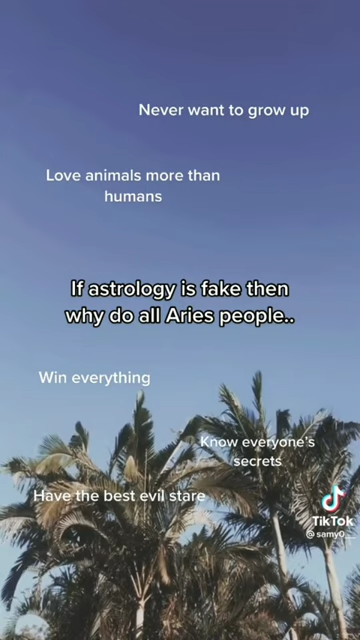 Never want to grow up
Love animals more than
humans
If astrology is fake then
why do all Aries people..
Win everything
Know everyone's
secrets
Have the best evil stare
TikTok